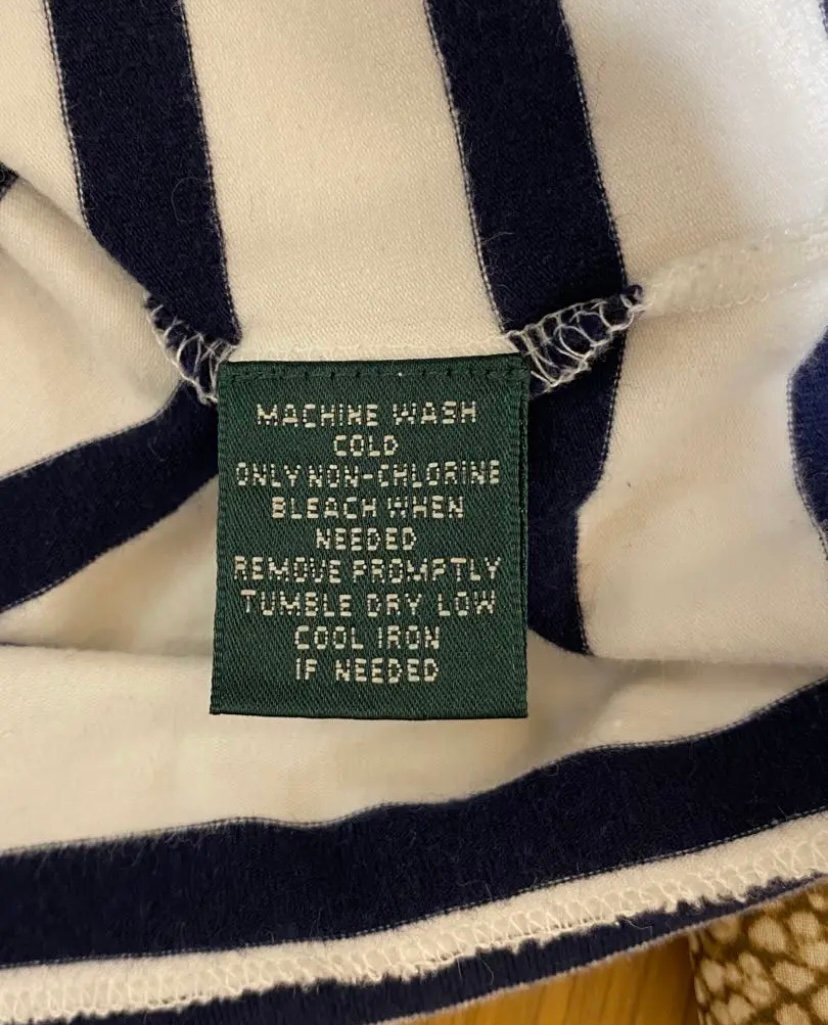 MACHINE WASH
COLD
ONLY NON-CHLORINE
BLEACH WHEN
NEEDED
REMOVE PROMPTLY
TUMBLE DRY LOW
COOL IRON
IF NEEDED